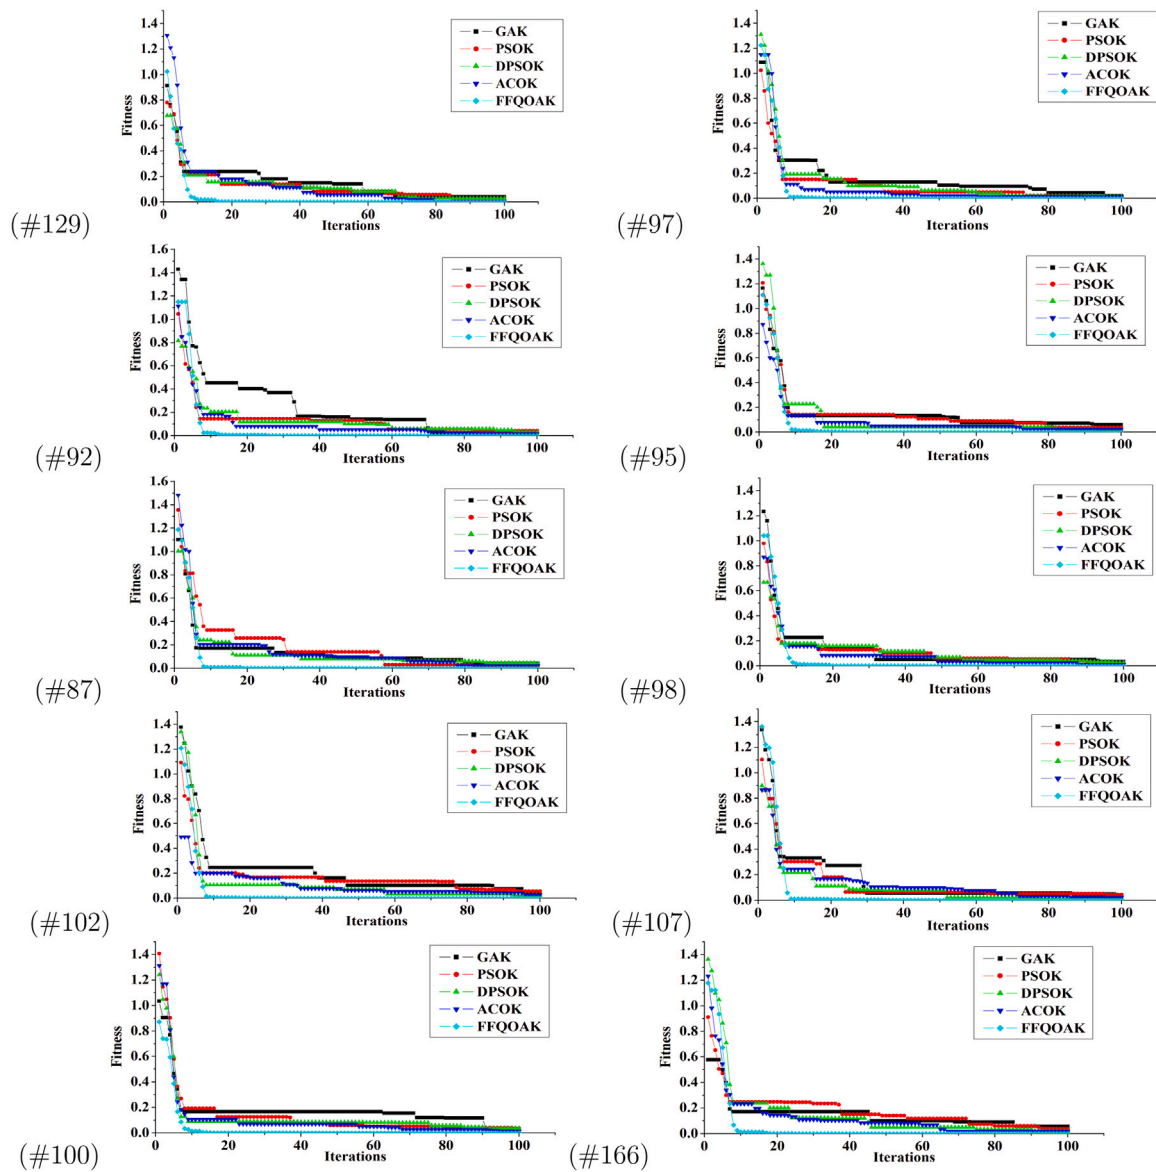 1.4
1.2
1.0
0.8
0.6
0.4
0.2
0.0
Fitness
GAK
PSOK
DPSOK
ACOK
FFQOAK
0 20 40 60 80 100
Iterations
(#129)
1.4
1.2
1.0
0.8
0.6
0.4
0.2
0.0
Fitness
GAK
PSOK
DPSOK
ACOK
FFQOAK
0 20 40 60 80 100
Iterations
(#97)
1.6
1.4
1.2
1.0
0.8
0.6
0.4
0.2
0.0
Fitness
GAK
PSOK
DPSOK
ACOK
FFQOAK
0 20 40 60 80 100
Iterations
(#92)
1.4
1.2
1.0
0.8
0.6
0.4
0.2
0.0
Fitness
GAK
PSOK
DPSOK
ACOK
FFQOAK
0 20 40 60 80 100
Iterations
(#95)
1.6
1.4
1.2
1.0
0.8
0.6
0.4
0.2
0.0
Fitness
GAK
PSOK
DPSOK
ACOK
FFQOAK
0 20 40 60 80 100
Iterations
(#87)
1.4
1.2
1.0
0.8
0.6
0.4
0.2
0.0
Fitness
GAK
PSOK
DPSOK
ACOK
FFQOAK
0 20 40 60 80 100
Iterations
(#98)
1.4
1.2
1.0
0.8
0.6
0.4
0.2
0.0
Fitness
GAK
PSOK
DPSOK
ACOK
FFQOAK
0 20 40 60 80 100
Iterations
(#102)
1.4
1.2
1.0
0.8
0.6
0.4
0.2
0.0
Fitness
GAK
PSOK
DPSOK
ACOK
FFQOAK
0 20 40 60 80 100
Iterations
(#107)
1.4
1.2
1.0
0.8
0.6
0.4
0.2
0.0
Fitness
GAK
PSOK
DPSOK
ACOK
FFQOAK
0 20 40 60 80 100
Iterations
(#100)
1.4
1.2
1.0
0.8
0.6
0.4
0.2
0.0
Fitness
GAK
PSOK
DPSOK
ACOK
FFQOAK
0 20 40 60 80 100
Iterations
(#166)